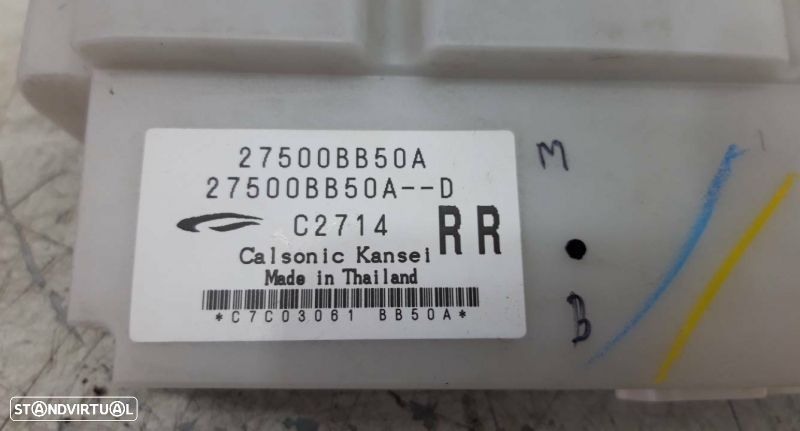 27500BB50A
27500BB50A--D
C2714 RR
Calsonic Kansei
Made in Thailand
*C7C03061 BB50A*
M
B
STANDVIRTUAL